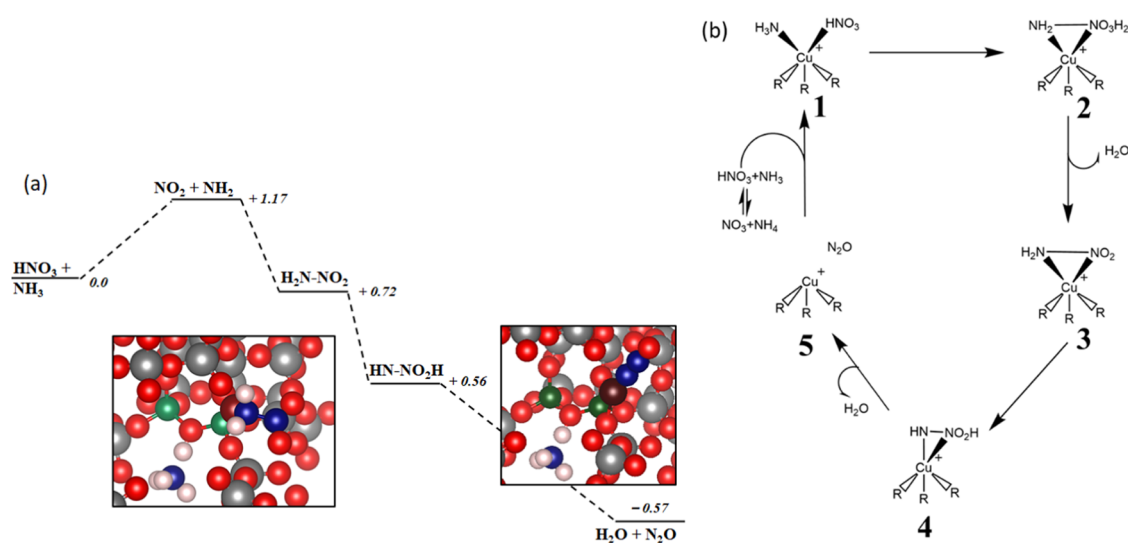 (a)
HNO₃ +
NH₃
0.0
NO₂ + NH₂
+ 1.17
H₂N-NO₂
+ 0.72
HN-NO₂H
+ 0.56
− 0.57
H₂O + N₂O
(b)
H₃N
HNO₃
Cu
+
R
R
R
1
NH₂
NO₃H₂
Cu
+
R
R
R
2
H₂O
H₂N
NO₂
Cu
+
R
R
R
3
HN
NO₂H
Cu
+
R
R
R
4
H₂O
N₂O
Cu
+
R
R
R
5
HNO₃+NH₃
NO₃+NH₄